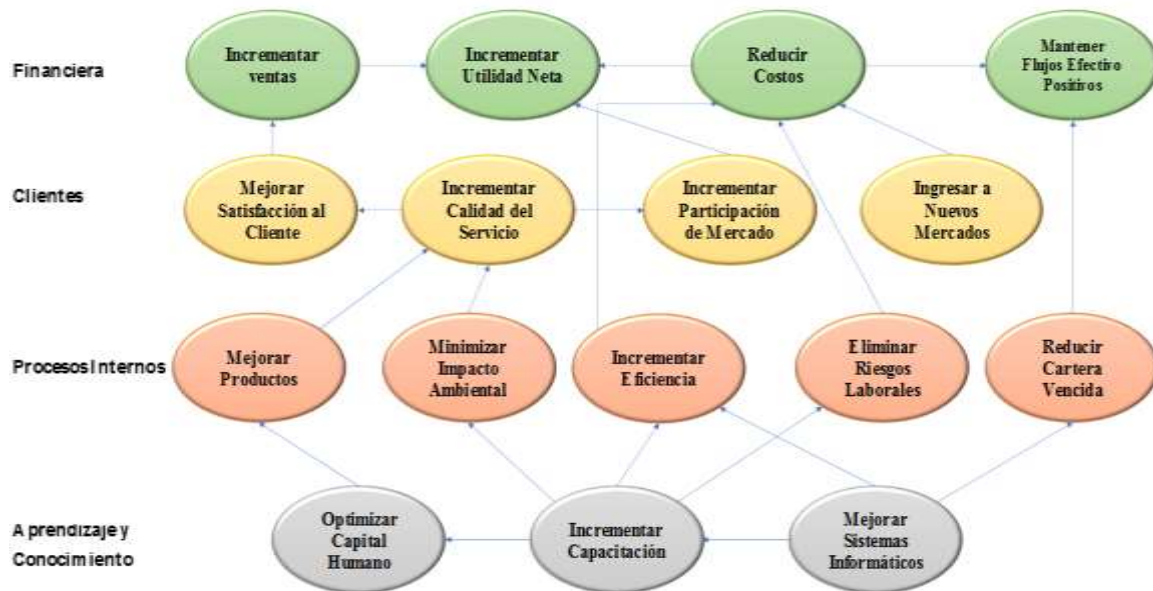 Financiera
Incrementar
ventas
Incrementar
Utilidad Neta
Reducir
Costos
Mantener
Flujos Efectivo
Positivos
Clientes
Mejorar
Satisfacción al
Cliente
Incrementar
Calidad del
Servicio
Incrementar
Participación
de Mercado
Ingresar a
Nuevos
Mercados
Procesos Internos
Mejorar
Productos
Minimizar
Impacto
Ambiental
Incrementar
Eficiencia
Eliminar
Riesgos
Laborales
Reducir
Cartera
Vencida
Aprendizaje y
Conocimiento
Optimizar
Capital
Humano
Incrementar
Capacitación
Mejorar
Sistemas
Informáticos